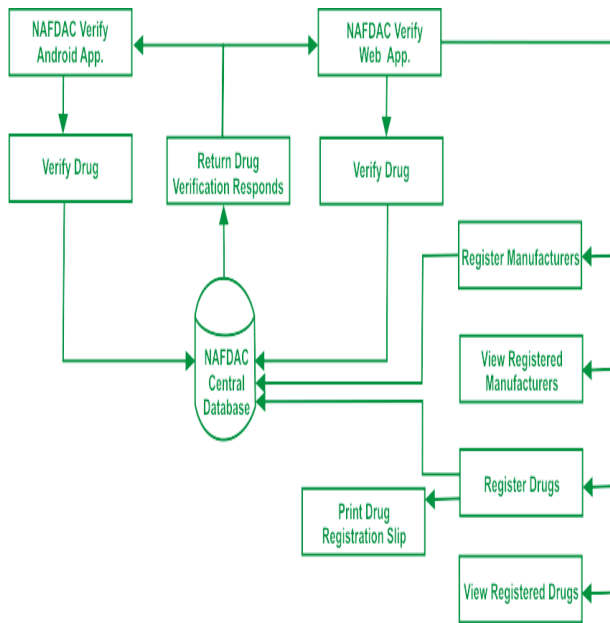 NAFDAC Verify
Android App.
NAFDAC Verify
Web App.
Verify Drug
Return Drug
Verification Responds
Verify Drug
Register Manufacturers
NAFDAC
Central
Database
View Registered
Manufacturers
Register Drugs
Print Drug
Registration Slip
View Registered Drugs